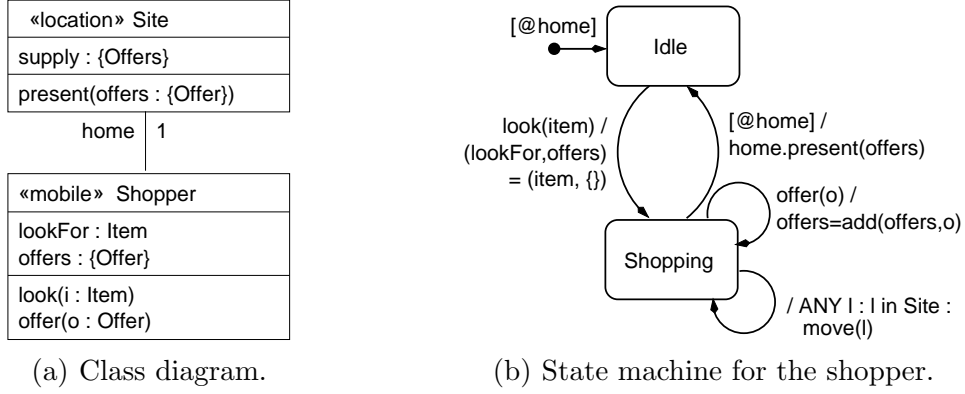 «location» Site
supply : {Offers}
present(offers : {Offer})
home 1
«mobile» Shopper
lookFor : Item
offers : {Offer}
look(i : Item)
offer(o : Offer)
(a) Class diagram.
[@home]
Idle
look(item) /
(lookFor,offers)
= (item, {})
[@home] /
home.present(offers)
offer(o) /
offers=add(offers,o)
Shopping
/ ANY l : l in Site :
move(l)
(b) State machine for the shopper.